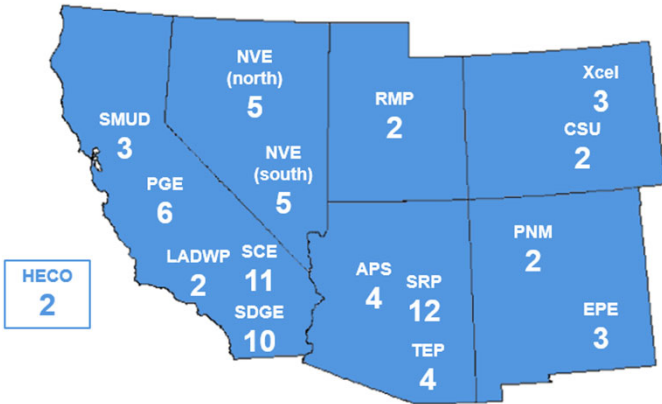 NVE
(north)
5
Xcel
3
RMP
2
SMUD
3
CSU
2
NVE
(south)
5
PGE
6
PNM
2
LADWP
2
SCE
11
APS
4
SRP
12
HECO
2
SDGE
10
EPE
3
TEP
4